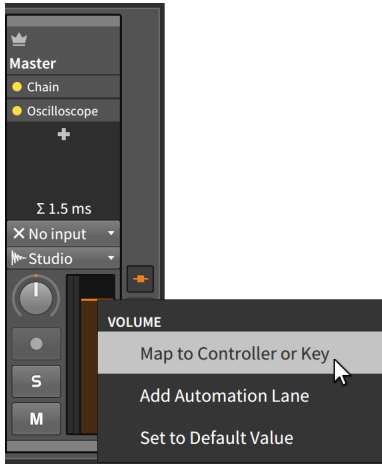 Master
Chain
Oscilloscope
Σ 1.5 ms
No input
Studio
S
M
VOLUME
Map to Controller or Key
Add Automation Lane
Set to Default Value